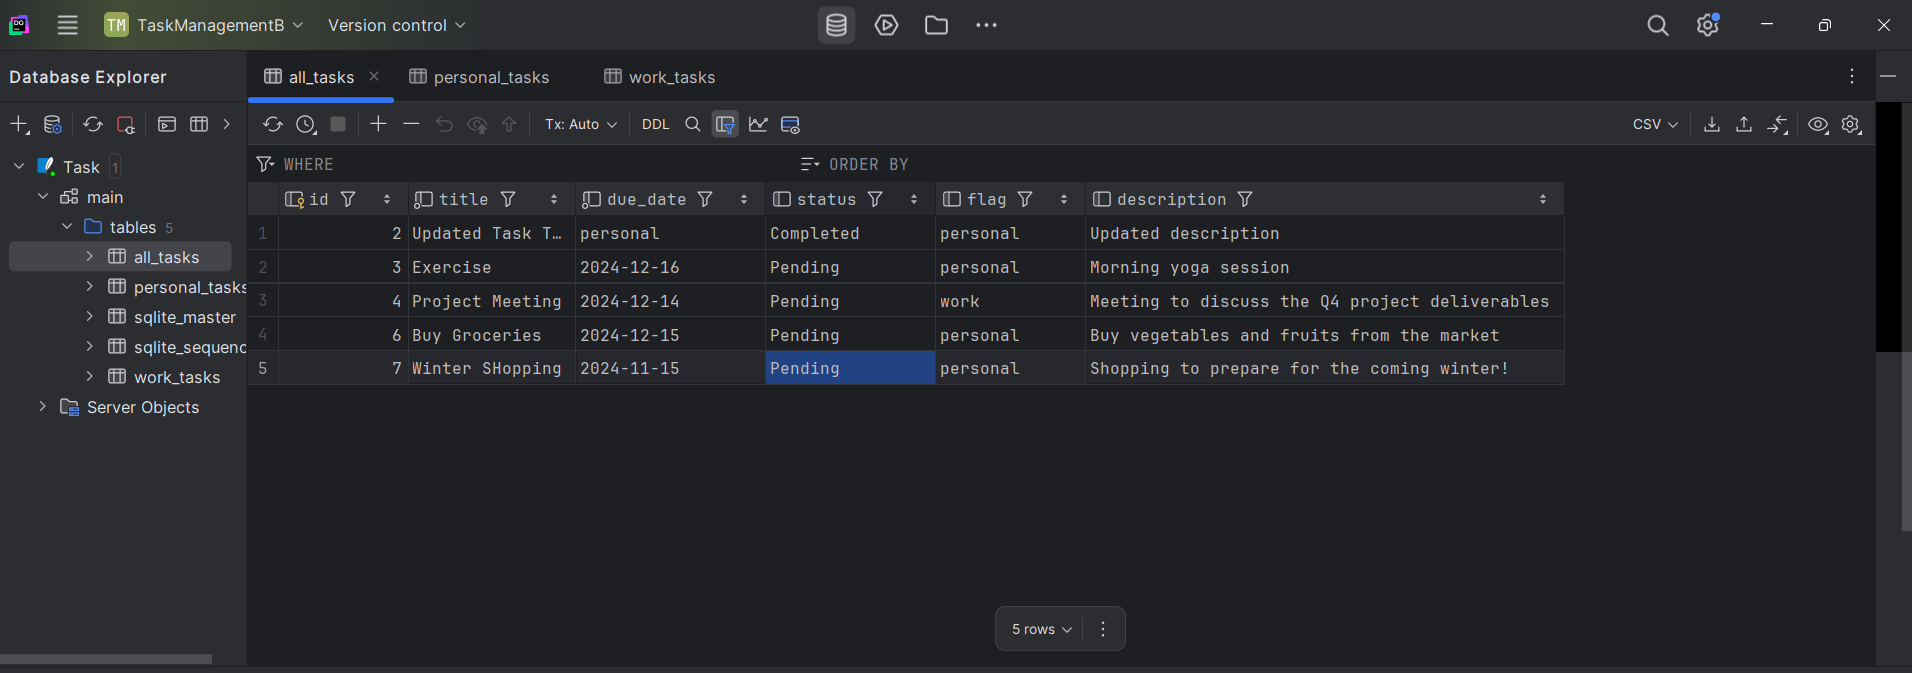 DG TM TaskManagementB Version control
Database Explorer
all_tasks personal_tasks work_tasks
Tx: Auto DDL CSV
Task 1
main
tables 5
all_tasks
personal_tasks
sqlite_master
sqlite_sequenc
work_tasks
Server Objects
WHERE ORDER BY
id title due_date status flag description
1 2 Updated Task T… personal Completed personal Updated description
2 3 Exercise 2024-12-16 Pending personal Morning yoga session
3 4 Project Meeting 2024-12-14 Pending work Meeting to discuss the Q4 project deliverables
4 6 Buy Groceries 2024-12-15 Pending personal Buy vegetables and fruits from the market
5 7 Winter SHopping 2024-11-15 Pending personal Shopping to prepare for the coming winter!
5 rows